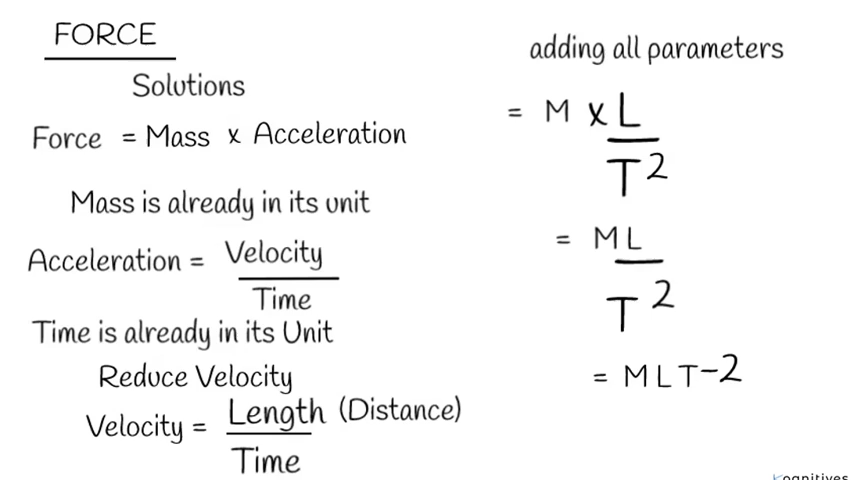 FORCE
Solutions
Force = Mass x Acceleration
Mass is already in its unit
Acceleration = Velocity
Time
Time is already in its Unit
Reduce Velocity
Velocity = Length (Distance)
Time
adding all parameters
= M x L
T2
= ML
T2
= MLT-2